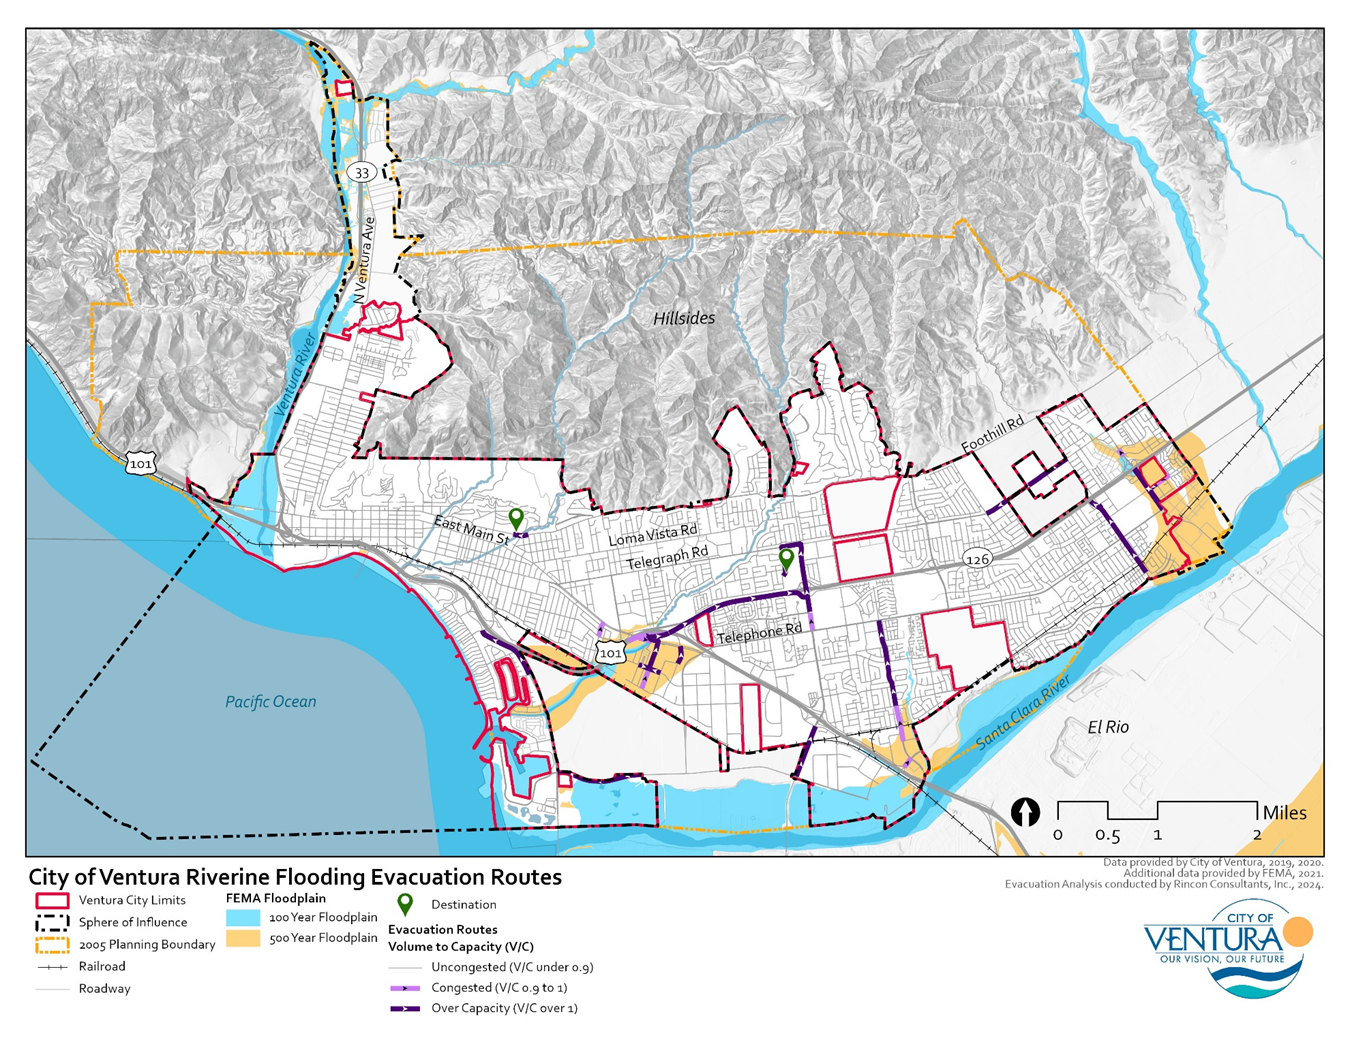 33
N Ventura Ave
Hillsides
Ventura River
101
Foothill Rd
East Main St
Loma Vista Rd
Telegraph Rd
126
Telephone Rd
101
Pacific Ocean
Santa Clara River
El Rio
0 0.5 1 2 Miles
Data provided by City of Ventura, 2019, 2020.
Additional data provided by FEMA, 2021.
Evacuation Analysis conducted by Rincon Consultants, Inc., 2024.
City of Ventura Riverine Flooding Evacuation Routes
Ventura City Limits
Sphere of Influence
2005 Planning Boundary
Railroad
Roadway
FEMA Floodplain
100 Year Floodplain
500 Year Floodplain
Destination
Evacuation Routes
Volume to Capacity (V/C)
Uncongested (V/C under 0.9)
Congested (V/C 0.9 to 1)
Over Capacity (V/C over 1)
CITY OF
VENTURA
OUR VISION, OUR FUTURE